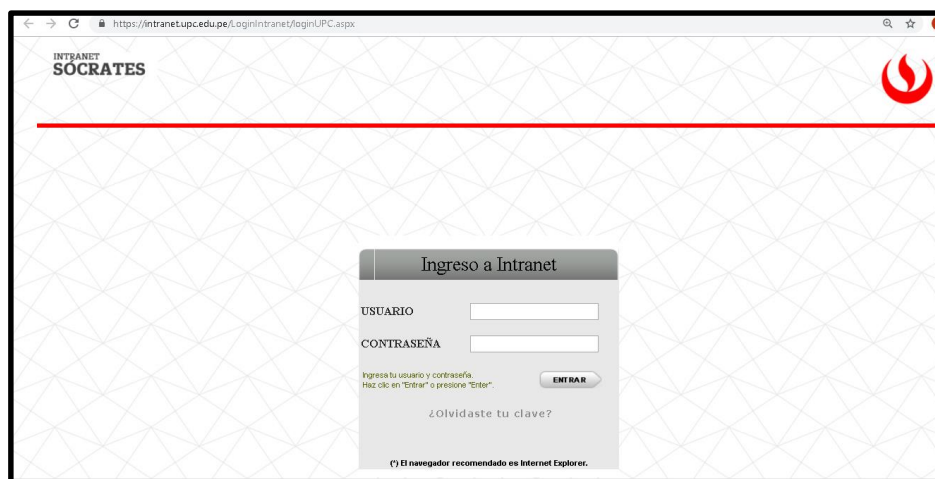 https://intranet.upc.edu.pe/LoginIntranet/loginUPC.aspx
INTRANET
SÓCRATES
Ingreso a Intranet
USUARIO
CONTRASEÑA
Ingresa tu usuario y contraseña.
Haz clic en "Entrar" o presione "Enter".
ENTRAR
¿Olvidaste tu clave?
(*) El navegador recomendado es Internet Explorer.